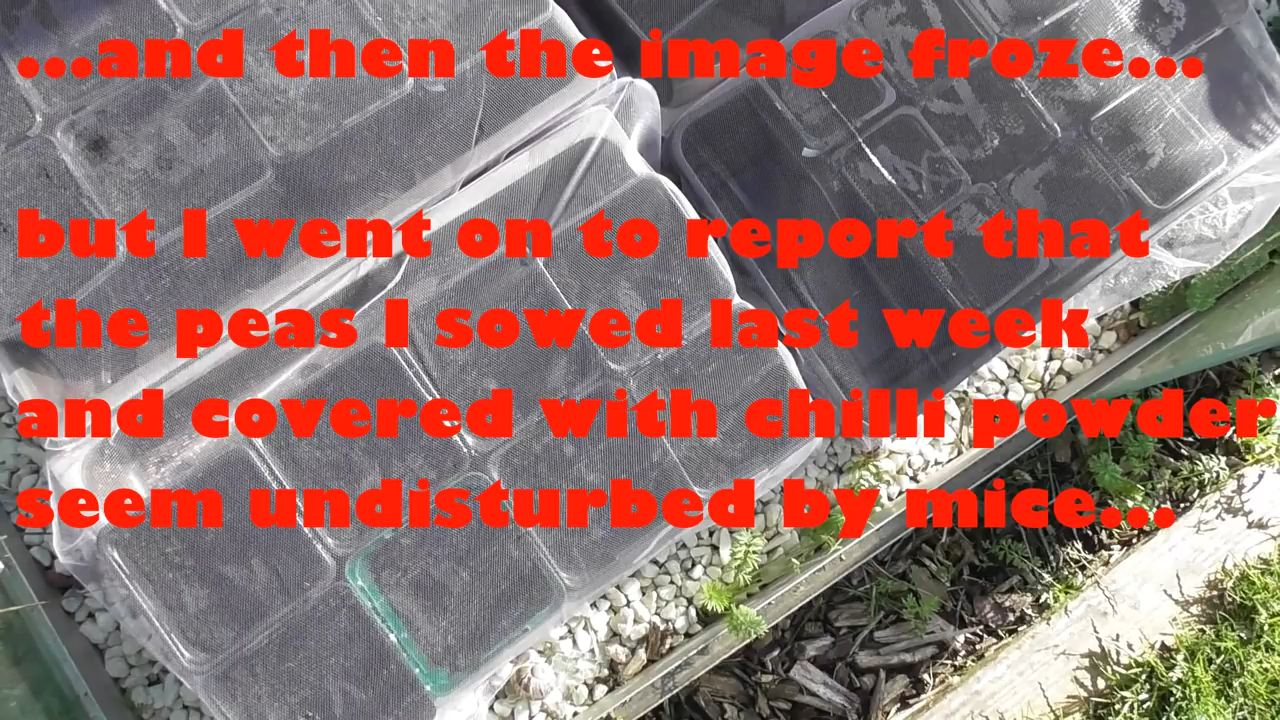 ...and then the image froze...
but I went on to report that
the peas I sowed last week
and covered with chilli powder
seem undisturbed by mice...